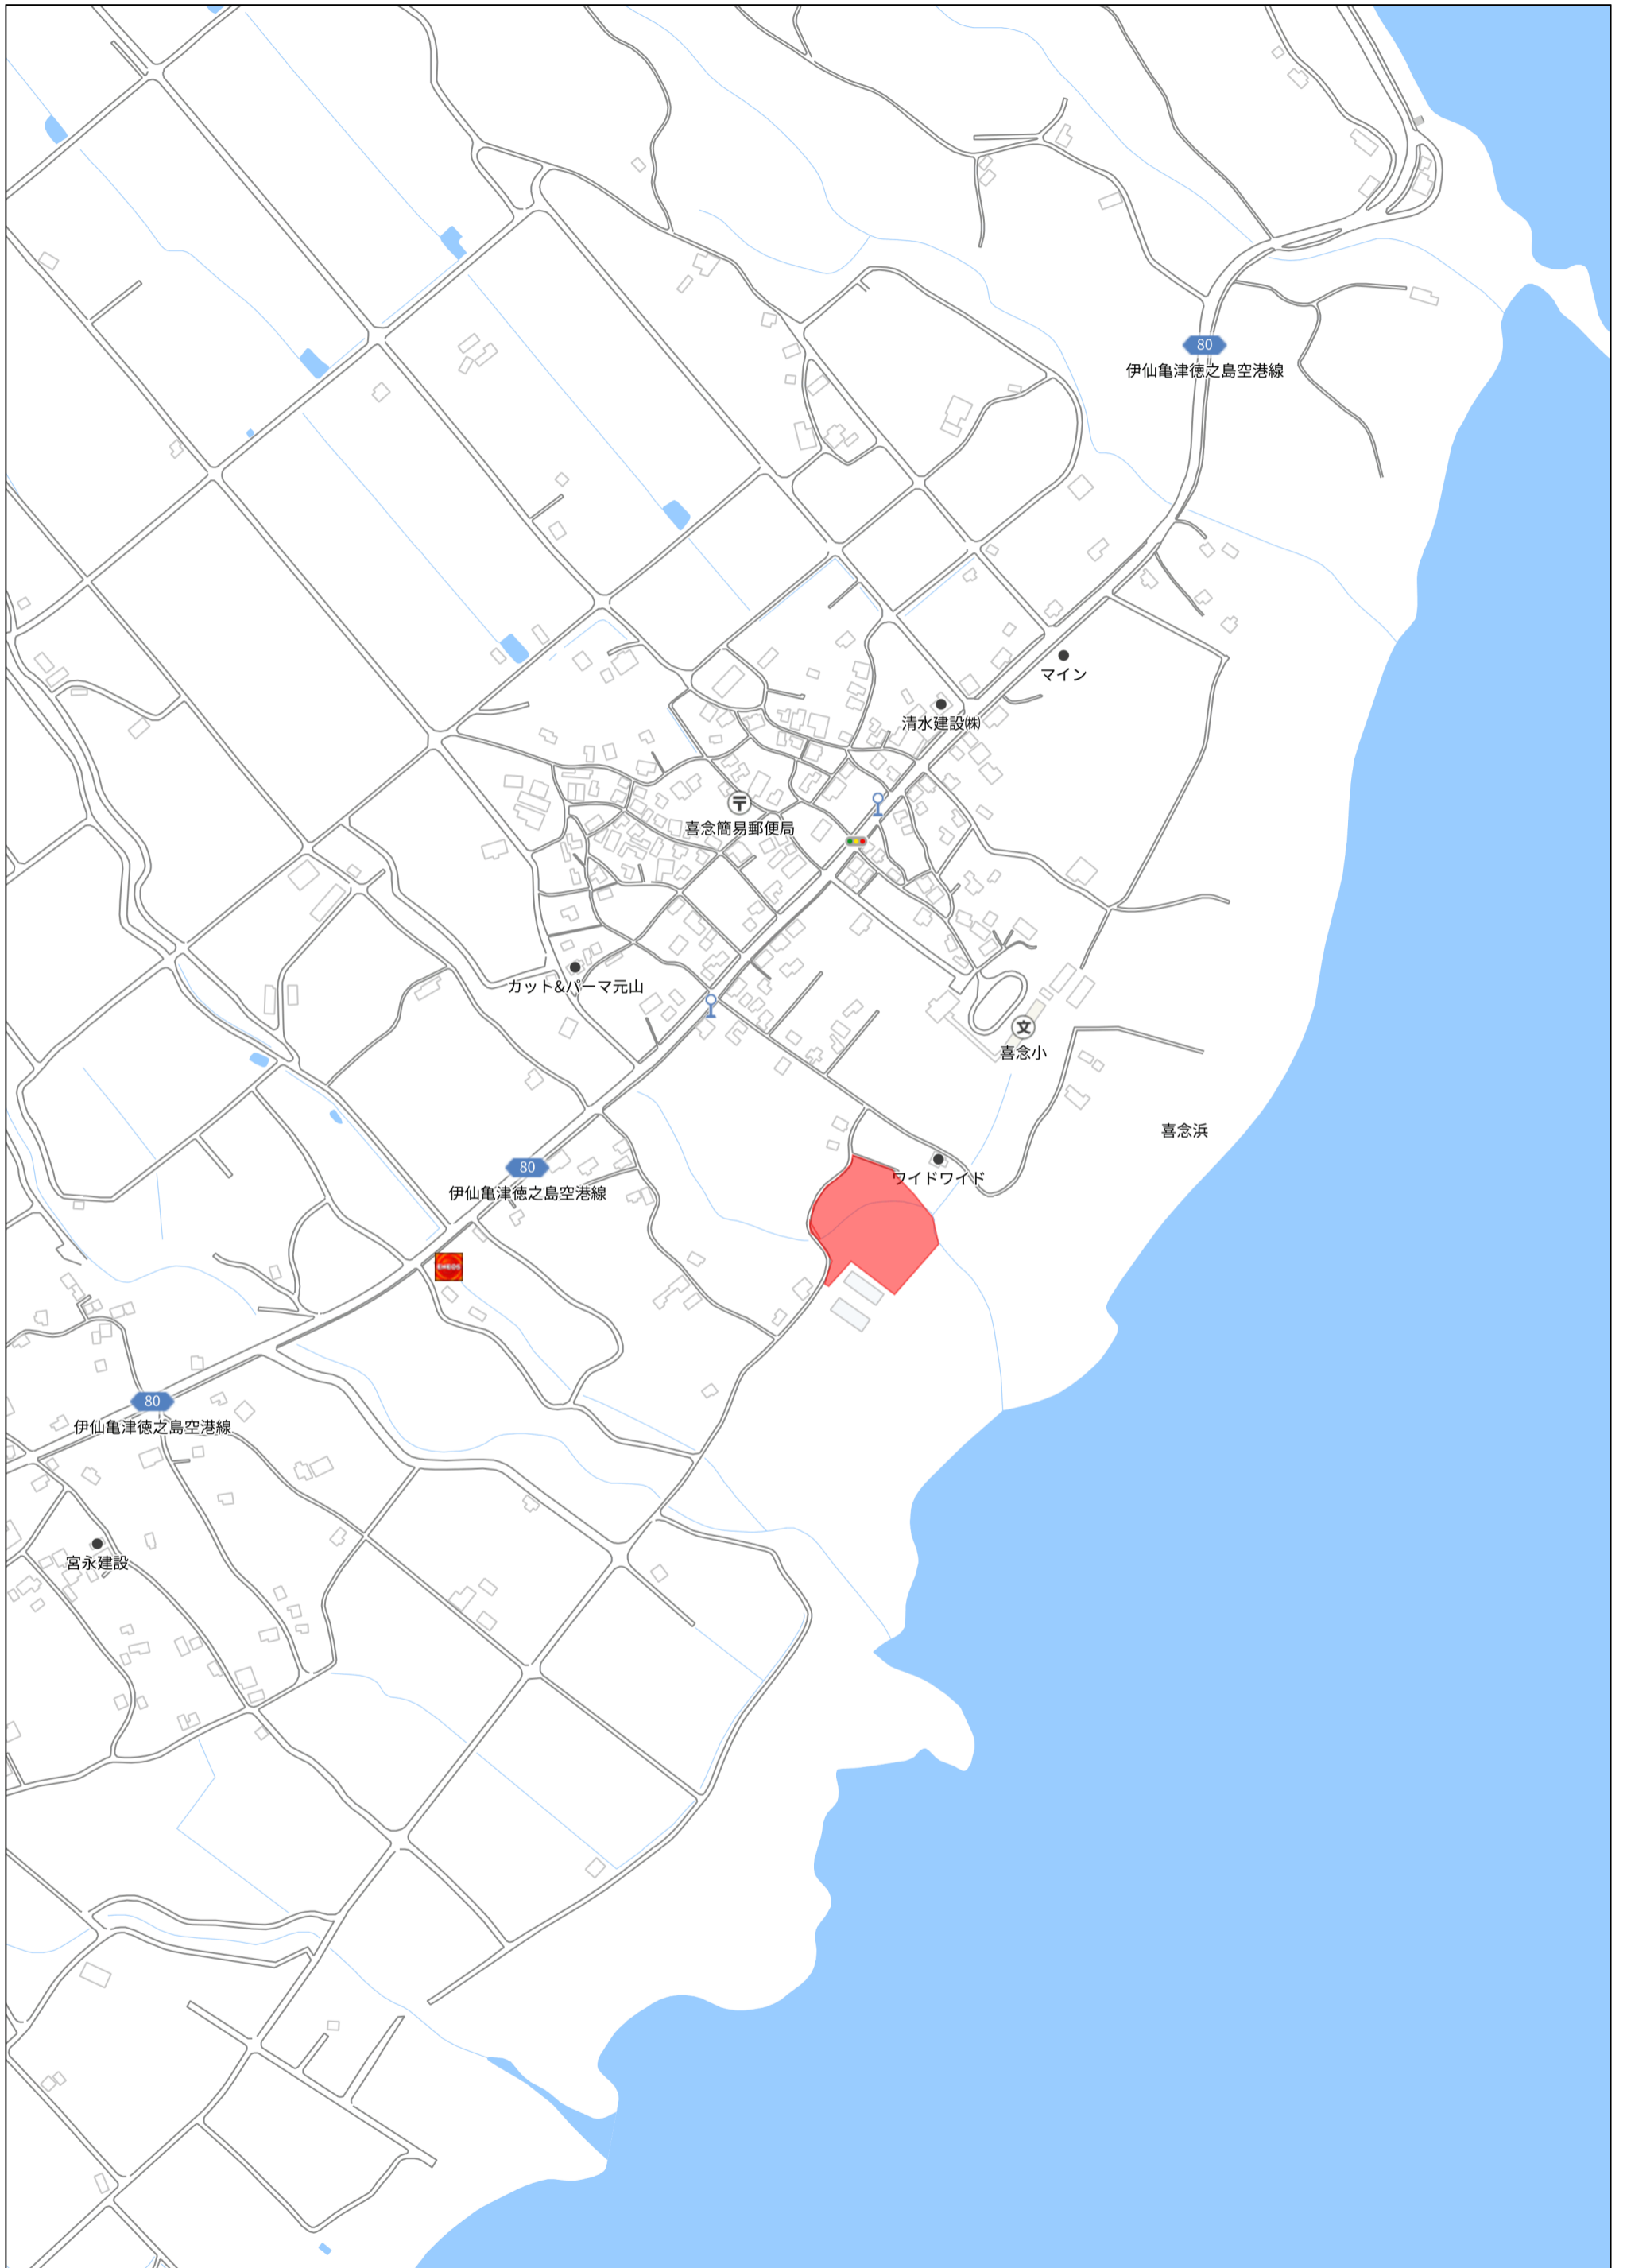 80
伊仙亀津徳之島空港線
マイン
清水建設㈱
喜念簡易郵便局
カット&パーマ元山
文
喜念小
喜念浜
ワイドワイド
80
伊仙亀津徳之島空港線
ENEOS
80
伊仙亀津徳之島空港線
宮永建設